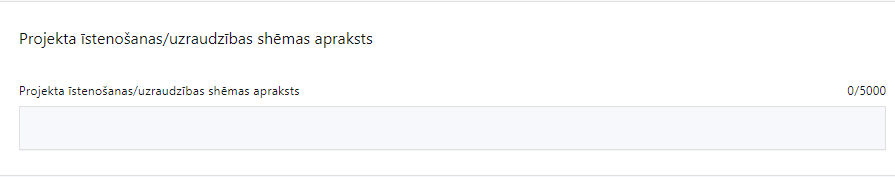 Projekta īstenošanas/uzraudzības shēmas apraksts
Projekta īstenošanas/uzraudzības shēmas apraksts 0/5000